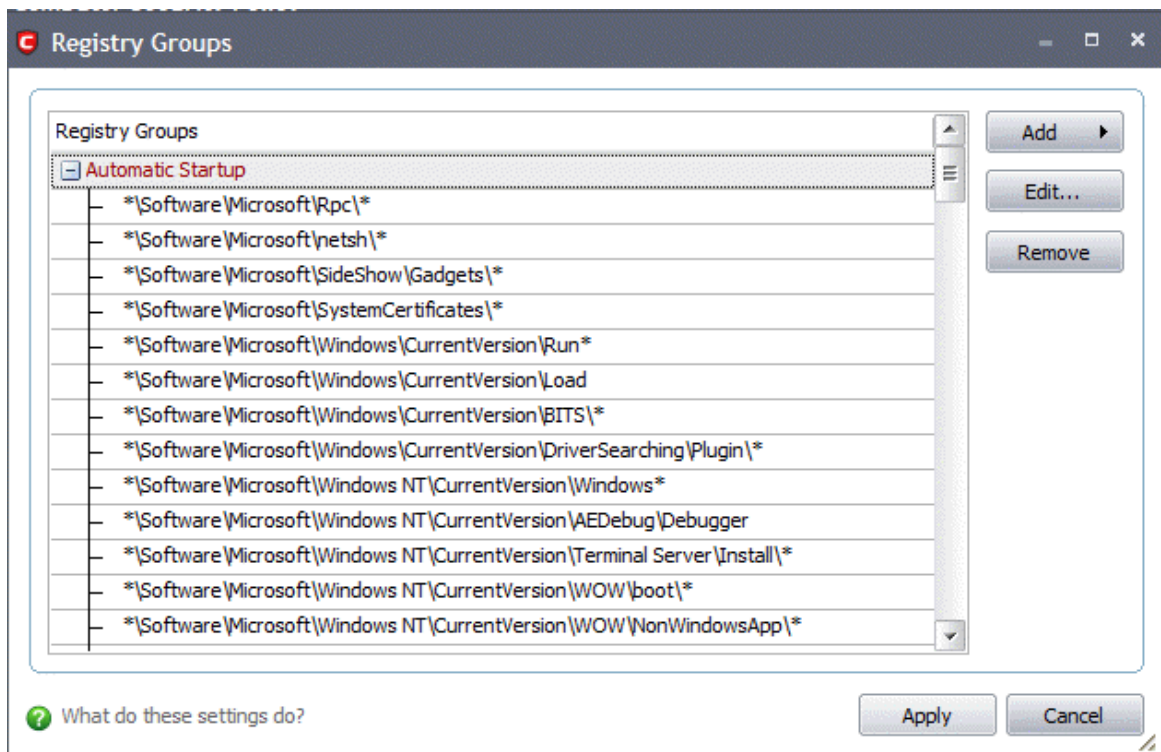 Registry Groups
Registry Groups
Add
Automatic Startup
Edit...
*\Software\Microsoft\Rpc\*
*\Software\Microsoft\netsh\*
Remove
*\Software\Microsoft\SideShow\Gadgets\*
*\Software\Microsoft\SystemCertificates\*
*\Software\Microsoft\Windows\CurrentVersion\Run*
*\Software\Microsoft\Windows\CurrentVersion\Load
*\Software\Microsoft\Windows\CurrentVersion\BITS\*
*\Software\Microsoft\Windows\CurrentVersion\DriverSearching\Plugin\*
*\Software\Microsoft\Windows NT\CurrentVersion\Windows*
*\Software\Microsoft\Windows NT\CurrentVersion\AEDebug\Debugger
*\Software\Microsoft\Windows NT\CurrentVersion\Terminal Server\Install\*
*\Software\Microsoft\Windows NT\CurrentVersion\WOW\boot\*
*\Software\Microsoft\Windows NT\CurrentVersion\WOW\NonWindowsApp\*
What do these settings do?
Apply
Cancel